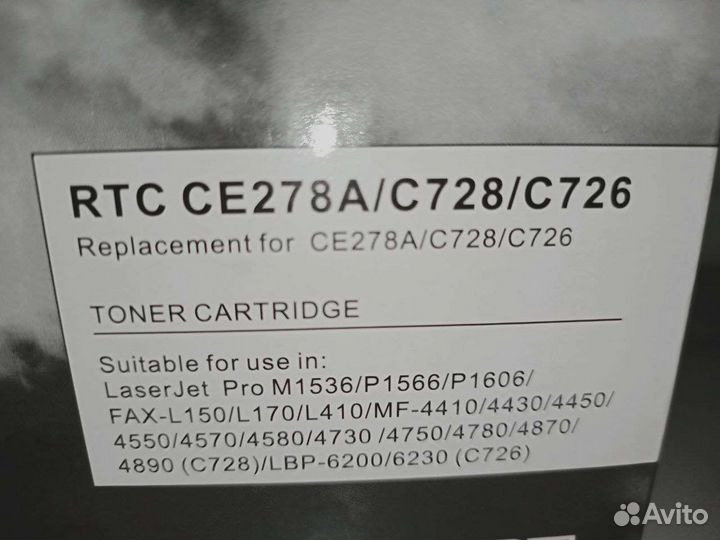 RTC CE278A/C728/C726
Replacement for CE278A/C728/C726
TONER CARTRIDGE
Suitable for use in:
LaserJet Pro M1536/P1566/P1606/
FAX-L150/L170/L410/MF-4410/4430/4450/
4550/4570/4580/4730 /4750/4780/4870/
4890 (C728)/LBP-6200/6230 (C726)
Avito